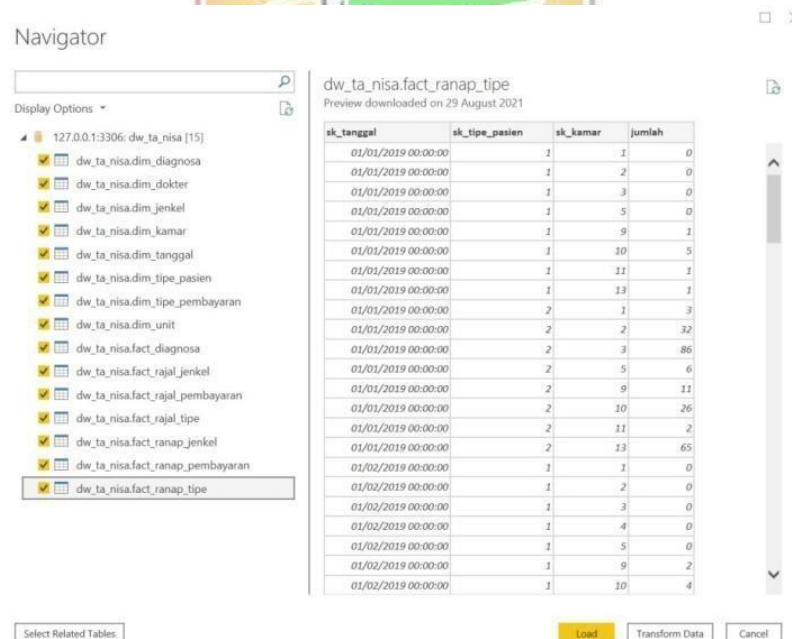 Navigator
Display Options
127.0.0.1:3306: dw_ta_nisa [15]
dw_ta_nisa.dim_diagnosa
dw_ta_nisa.dim_dokter
dw_ta_nisa.dim_jenkel
dw_ta_nisa.dim_kamar
dw_ta_nisa.dim_tanggal
dw_ta_nisa.dim_tipe_pasien
dw_ta_nisa.dim_tipe_pembayaran
dw_ta_nisa.dim_unit
dw_ta_nisa.fact_diagnosa
dw_ta_nisa.fact_rajal_jenkel
dw_ta_nisa.fact_rajal_pembayaran
dw_ta_nisa.fact_rajal_tipe
dw_ta_nisa.fact_ranap_jenkel
dw_ta_nisa.fact_ranap_pembayaran
dw_ta_nisa.fact_ranap_tipe
dw_ta_nisa.fact_ranap_tipe
Preview downloaded on 29 August 2021
sk_tanggal sk_tipe_pasien sk_kamar jumlah
01/01/2019 00:00:00 1 1 0
01/01/2019 00:00:00 1 2 0
01/01/2019 00:00:00 1 3 0
01/01/2019 00:00:00 1 5 0
01/01/2019 00:00:00 1 9 1
01/01/2019 00:00:00 1 10 5
01/01/2019 00:00:00 1 11 1
01/01/2019 00:00:00 1 13 1
01/01/2019 00:00:00 2 1 3
01/01/2019 00:00:00 2 2 32
01/01/2019 00:00:00 2 3 86
01/01/2019 00:00:00 2 5 6
01/01/2019 00:00:00 2 9 11
01/01/2019 00:00:00 2 10 26
01/01/2019 00:00:00 2 11 2
01/01/2019 00:00:00 2 13 65
01/02/2019 00:00:00 1 1 0
01/02/2019 00:00:00 1 2 0
01/02/2019 00:00:00 1 3 0
01/02/2019 00:00:00 1 4 0
01/02/2019 00:00:00 1 5 0
01/02/2019 00:00:00 1 9 2
01/02/2019 00:00:00 1 10 4
Select Related Tables Load Transform Data Cancel